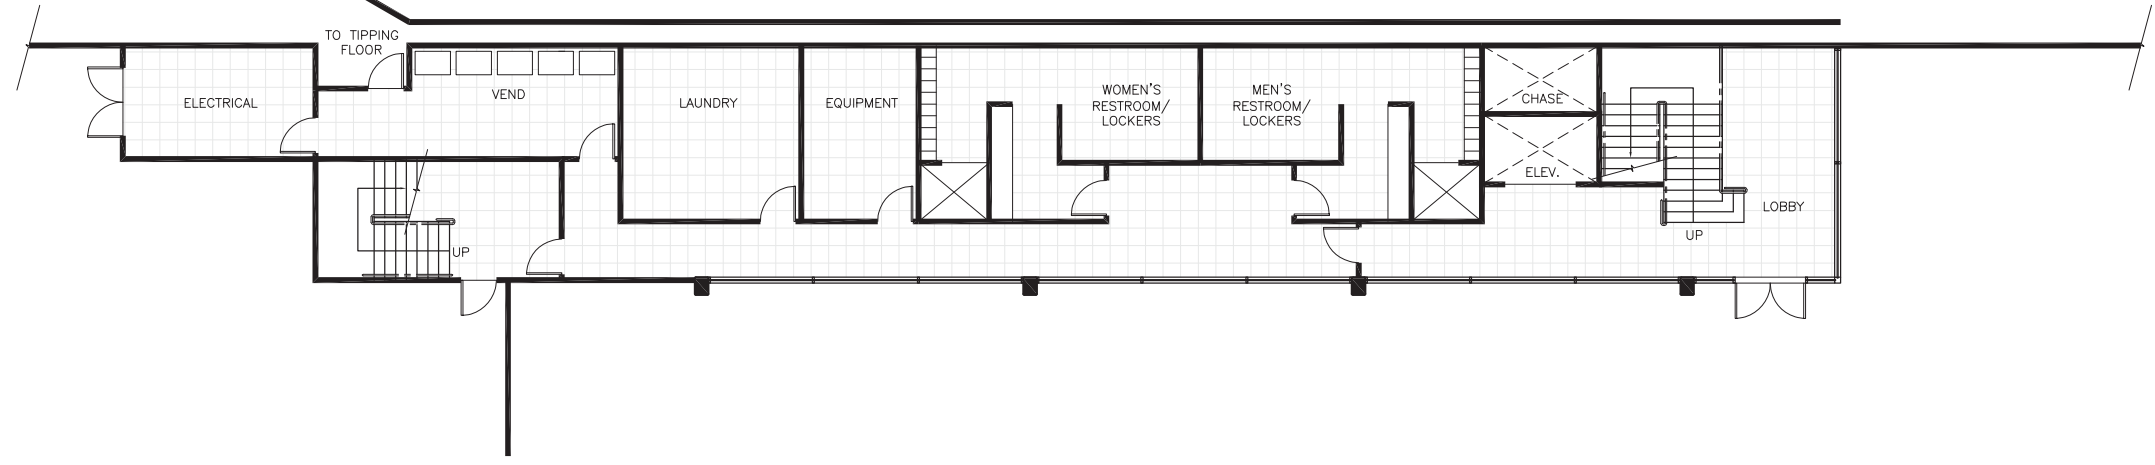 TO TIPPING
FLOOR
ELECTRICAL
VEND
LAUNDRY
EQUIPMENT
WOMEN'S
RESTROOM/
LOCKERS
MEN'S
RESTROOM/
LOCKERS
CHASE
ELEV.
LOBBY
UP
UP